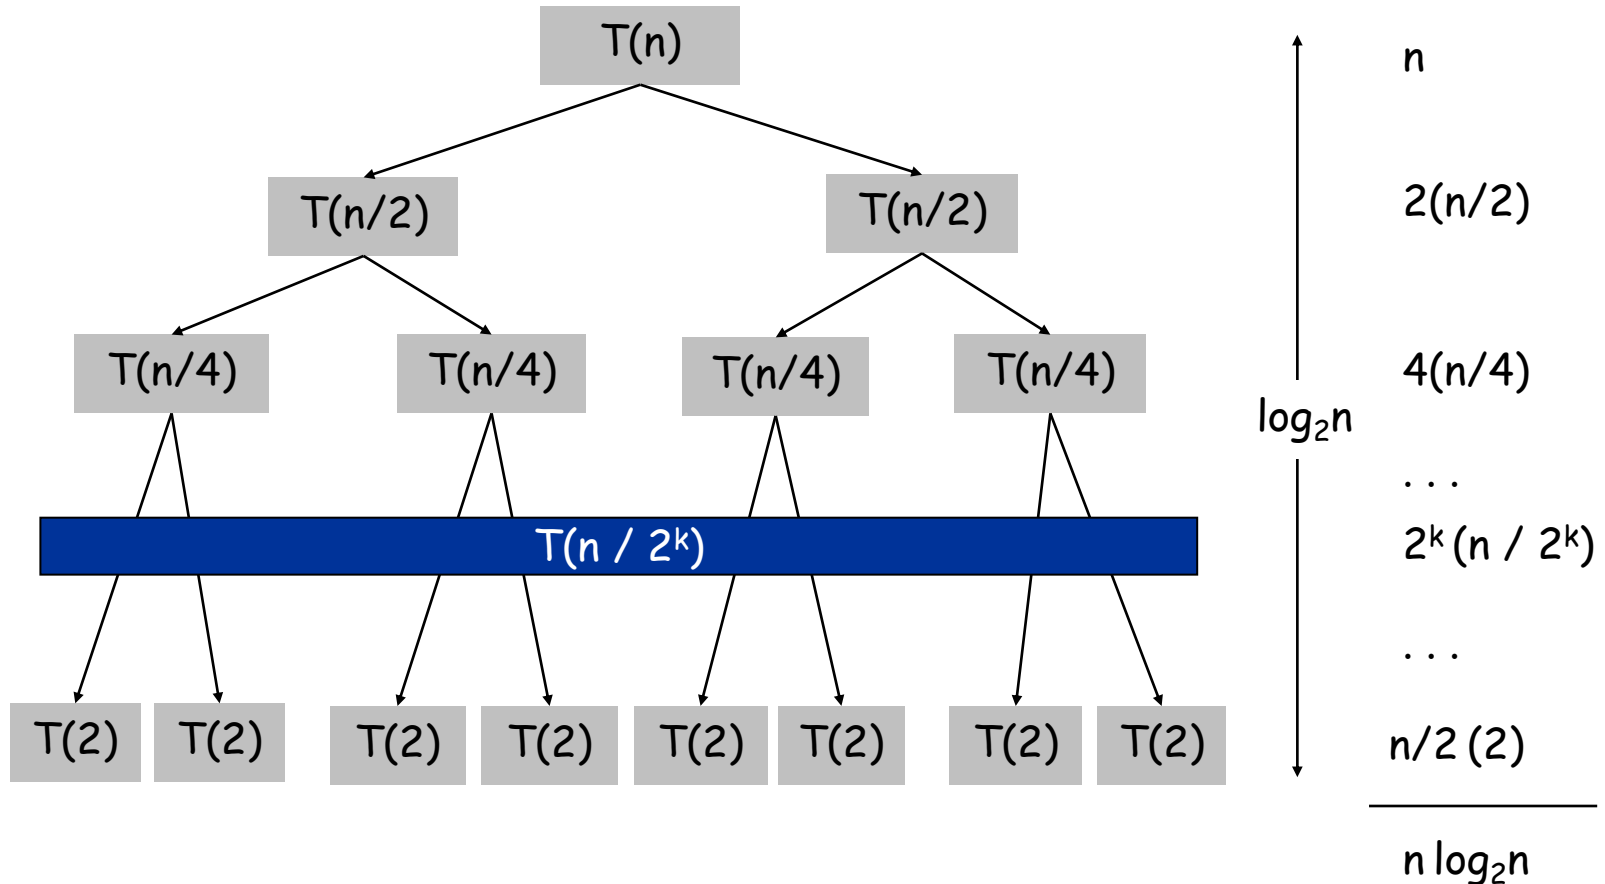 T(n)
n
T(n/2) T(n/2)
2(n/2)
T(n/4) T(n/4) T(n/4) T(n/4)
4(n/4)
log₂n
. . .
T(n / 2ᵏ)
2ᵏ (n / 2ᵏ)
. . .
T(2) T(2) T(2) T(2) T(2) T(2) T(2) T(2)
n/2 (2)
n log₂n